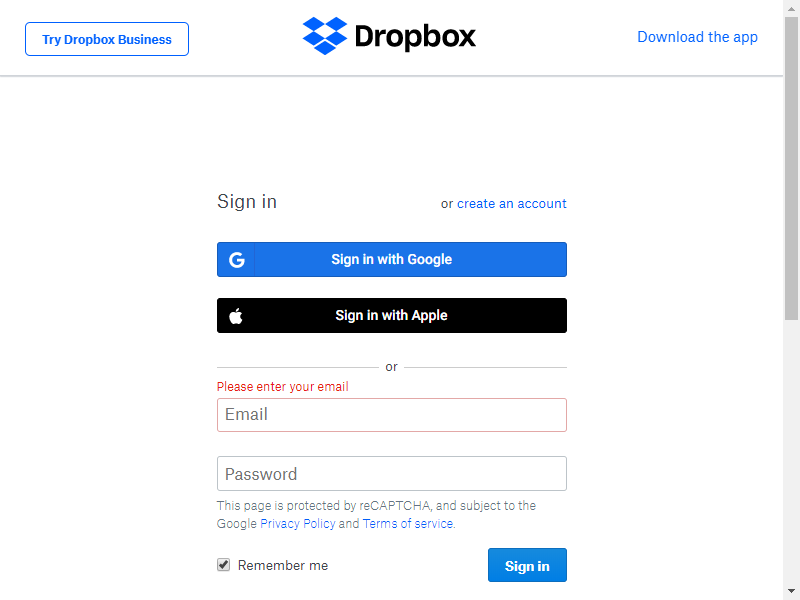 Try Dropbox Business
Dropbox
Download the app
Sign in
or create an account
Sign in with Google
Sign in with Apple
or
Please enter your email
Email
Password
This page is protected by reCAPTCHA, and subject to the
Google Privacy Policy and Terms of service.
Remember me
Sign in